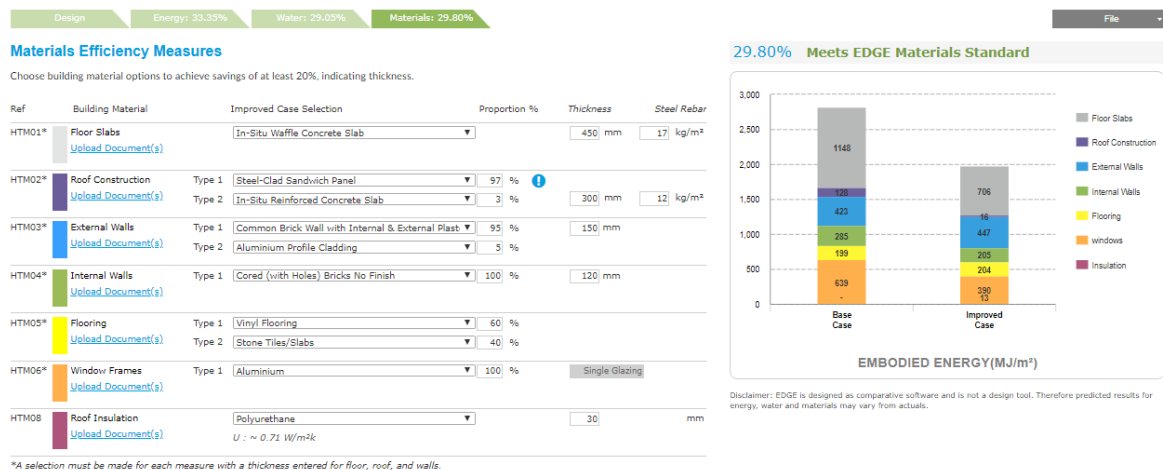 Design Energy: 33.35% Water: 29.05% Materials: 29.80% File
Materials Efficiency Measures
29.80% Meets EDGE Materials Standard
Choose building material options to achieve savings of at least 20%, indicating thickness.
Ref Building Material Improved Case Selection Proportion % Thickness Steel Rebar
HTM01* Floor Slabs In-Situ Waffle Concrete Slab 450 mm 17 kg/m²
Upload Document(s)
HTM02* Roof Construction Type 1 Steel-Clad Sandwich Panel 97 %
Upload Document(s) Type 2 In-Situ Reinforced Concrete Slab 3 % 300 mm 12 kg/m²
HTM03* External Walls Type 1 Common Brick Wall with Internal & External Plast 95 % 150 mm
Upload Document(s) Type 2 Aluminium Profile Cladding 5 %
HTM04* Internal Walls Type 1 Cored (with Holes) Bricks No Finish 100 % 120 mm
Upload Document(s)
HTM05* Flooring Type 1 Vinyl Flooring 60 %
Upload Document(s) Type 2 Stone Tiles/Slabs 40 %
HTM06* Window Frames Type 1 Aluminium 100 % Single Glazing
Upload Document(s)
HTM08 Roof Insulation Polyurethane 30 mm
Upload Document(s) U : ~ 0.71 W/m²k
*A selection must be made for each measure with a thickness entered for floor, roof, and walls.
3,000
2,500
2,000
1,500
1,000
500
0
1148
128
423
285
199
639
-
706
16
447
205
204
390
13
Base Case
Improved Case
Floor Slabs
Roof Construction
External Walls
Internal Walls
Flooring
windows
Insulation
EMBODIED ENERGY(MJ/m²)
Disclaimer: EDGE is designed as comparative software and is not a design tool. Therefore predicted results for
energy, water and materials may vary from actuals.